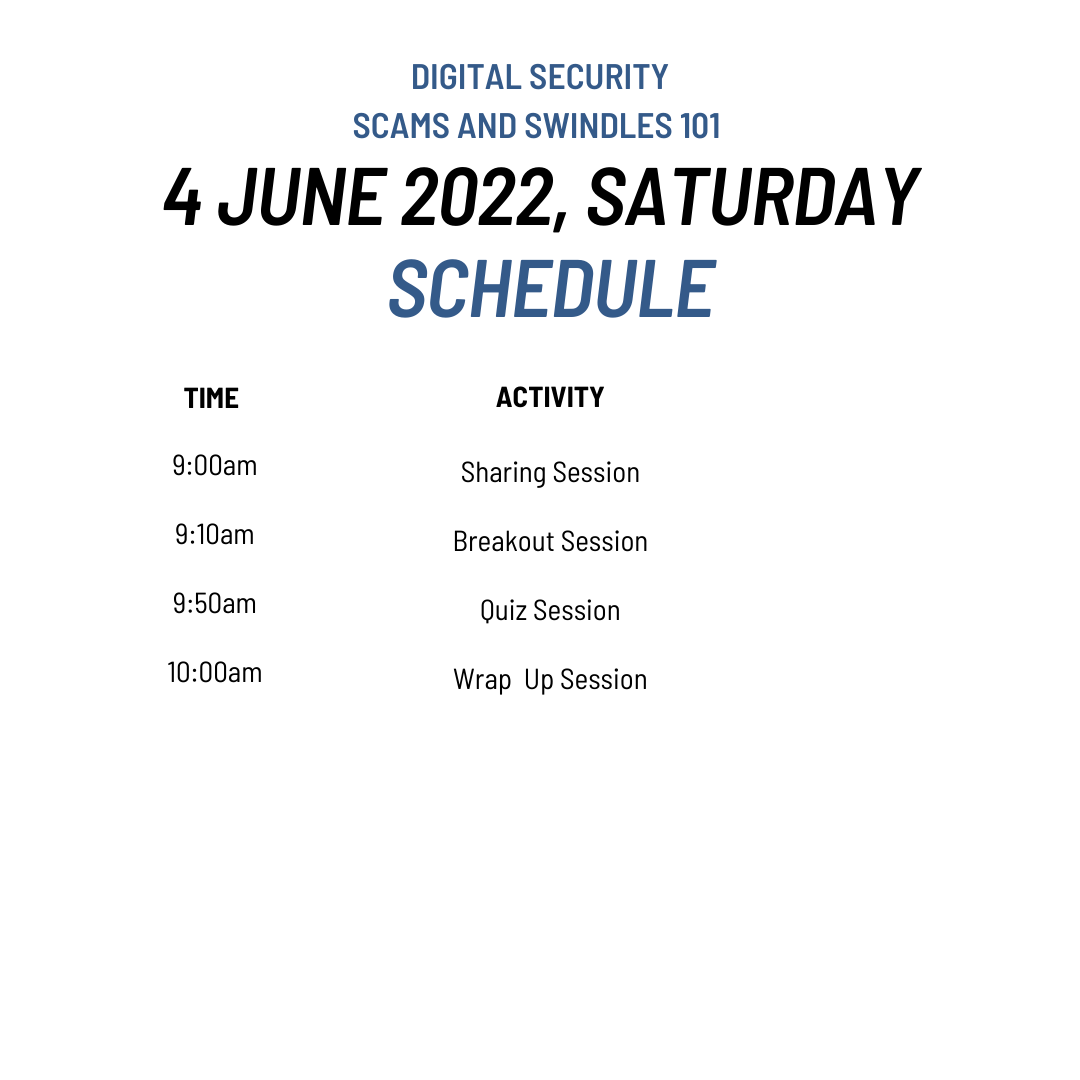 DIGITAL SECURITY
SCAMS AND SWINDLES 101
4 JUNE 2022, SATURDAY
SCHEDULE
TIME ACTIVITY
9:00am Sharing Session
9:10am Breakout Session
9:50am Quiz Session
10:00am Wrap  Up Session